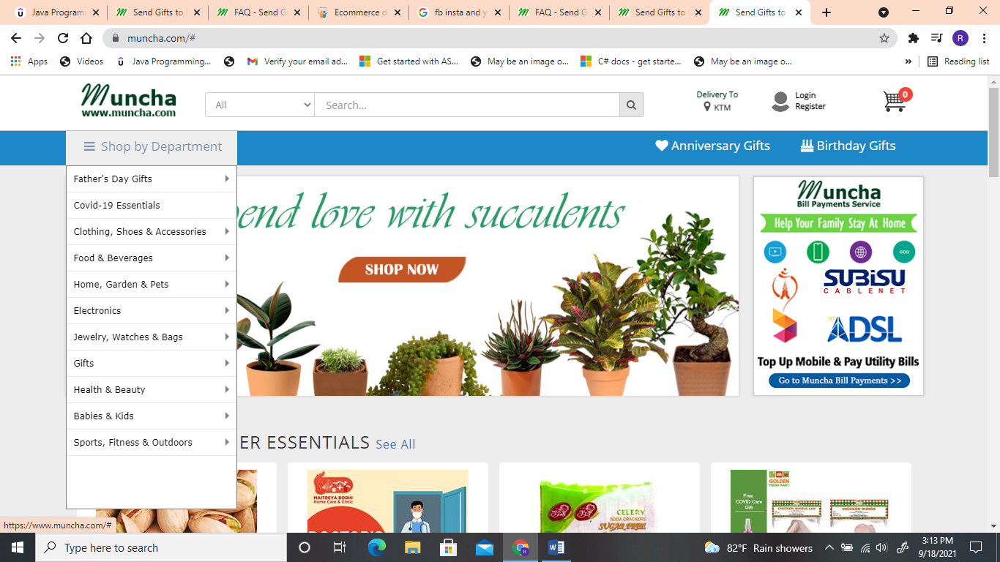 Java Program
Send Gifts to
FAQ - Send G
Ecommerce d
fb insta and y
FAQ - Send G
Send Gifts to
Send Gifts to
muncha.com/#
R
Apps
Videos
Java Programming...
Verify your email ad...
Get started with AS...
May be an image o...
C# docs - get starte...
May be an image o...
»
Reading list
Muncha
www.muncha.com
All
Search...
Delivery To
KTM
Login
Register
0
Shop by Department
Anniversary Gifts
Birthday Gifts
Father's Day Gifts
Covid-19 Essentials
Clothing, Shoes & Accessories
Food & Beverages
Home, Garden & Pets
Electronics
Jewelry, Watches & Bags
Gifts
Health & Beauty
Babies & Kids
Sports, Fitness & Outdoors
pend love with succulents
SHOP NOW
Muncha
Bill Payments Service
Help Your Family Stay At Home
SUBISU
CABLENET
ADSL
Top Up Mobile & Pay Utility Bills
Go to Muncha Bill Payments >>
ER ESSENTIALS See All
MAITREYA BODHI
Home Care & Clinic
CELERY
SODA CRACKERS
SUGAR FREE
GOLDEN
FRESH MART
Free
COVID Care
Gift
CHICKEN WHOLE LEG
CHICKEN WINGS
https://www.muncha.com/#
Type here to search
R
82°F Rain showers
3:13 PM
9/18/2021